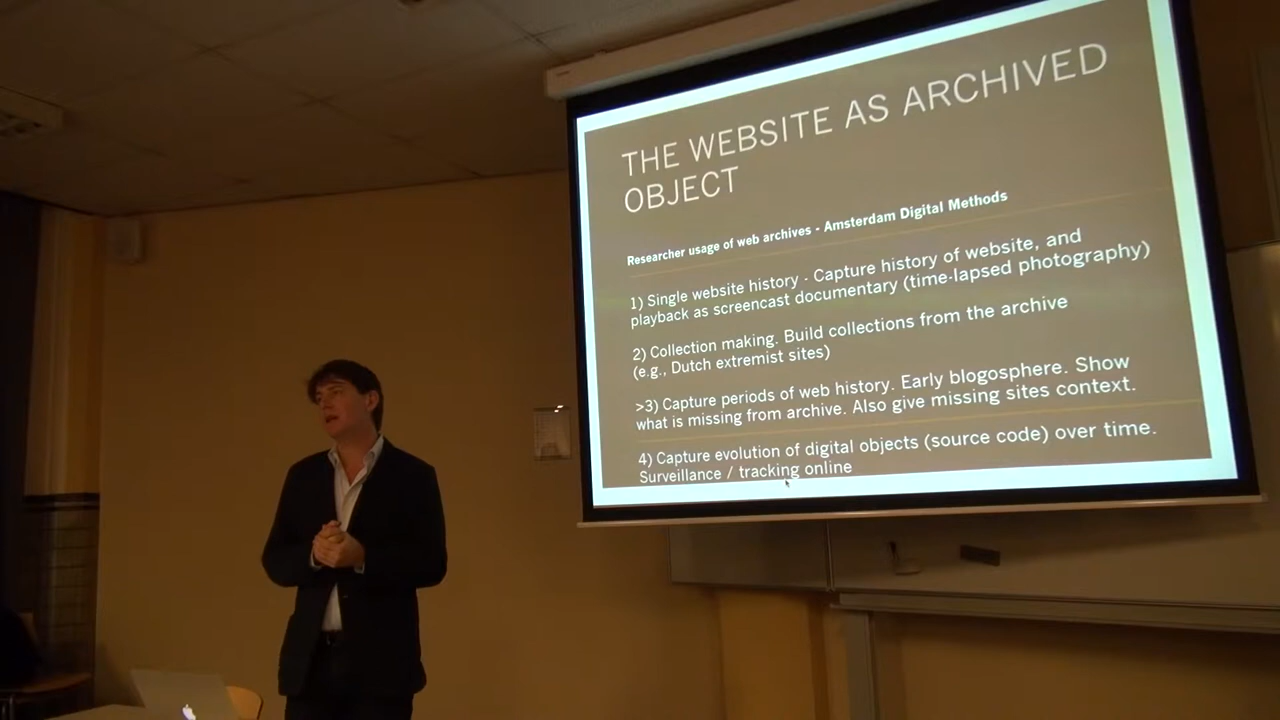 THE WEBSITE AS ARCHIVED
OBJECT
Researcher usage of web archives - Amsterdam Digital Methods
1) Single website history - Capture history of website, and
playback as screencast documentary (time-lapsed photography)
2) Collection making. Build collections from the archive
(e.g., Dutch extremist sites)
>3) Capture periods of web history. Early blogosphere. Show
what is missing from archive. Also give missing sites context.
4) Capture evolution of digital objects (source code) over time.
Surveillance / tracking online